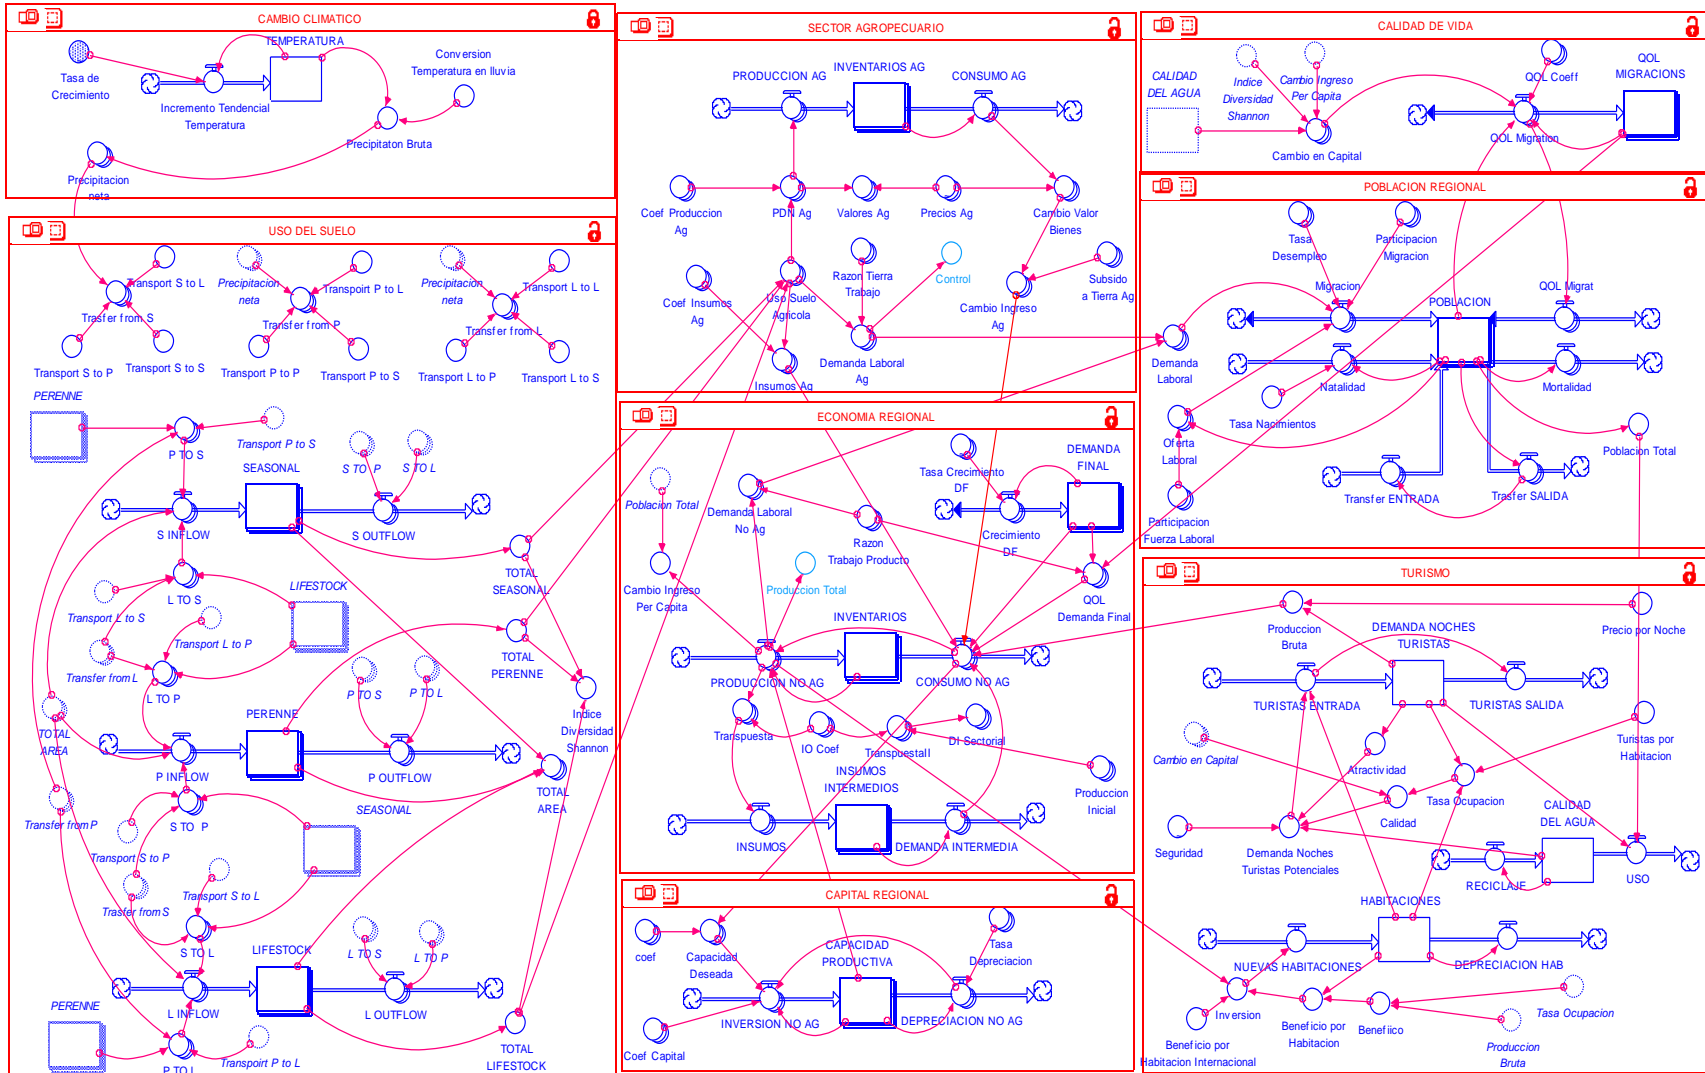 CAMBIO CLIMATICO
TEMPERATURA
Tasa de
Crecimiento
Conversion
Temperatura en lluvia
Incremento Tendencial
Temperatura
Precipitaton Bruta
Precipitacion
neta
SECTOR AGROPECUARIO
PRODUCCION AG
INVENTARIOS AG
CONSUMO AG
Coef Produccion
Ag
PDN Ag
Valores Ag
Precios Ag
Cambio Valor
Bienes
Coef Insumos
Ag
Uso Suelo
Agricola
Razon Tierra
Trabajo
Control
Cambio Ingreso
Ag
Subsido
a Tierra Ag
Insumos Ag
Demanda Laboral
Ag
CALIDAD DE VIDA
CALIDAD
DEL AGUA
Indice
Diversidad
Shannon
Cambio Ingreso
Per Capita
QOL Coeff
QOL
MIGRACIONS
Cambio en Capital
QOL Migration
POBLACION REGIONAL
Tasa
Desempleo
Participacion
Migracion
Migracion
POBLACION
QOL Migrat
Demanda
Laboral
Natalidad
Mortalidad
Tasa Nacimientos
Oferta
Laboral
Poblacion Total
Transfer ENTRADA
Trasfer SALIDA
Participacion
Fuerza Laboral
USO DEL SUELO
Transport S to L
Trasfer from S
Transport S to P
Transport S to S
Precipitacion
neta
Transpoirt P to L
Transfer from P
Transport P to P
Transport P to S
Precipitacion
neta
Transport L to L
Transfer from L
Transport L to P
Transport L to S
PERENNE
Transport P to S
P TO S
SEASONAL
S TO P
S TO L
S INFLOW
S OUTFLOW
TOTAL
SEASONAL
L TO S
LIFESTOCK
Transport L to S
Transport L to P
Transfer from L
L TO P
TOTAL
PERENNE
P TO S
P TO L
TOTAL
AREA
PERENNE
Indice
Diversidad
Shannon
P INFLOW
P OUTFLOW
TOTAL
AREA
Transfer from P
S TO P
SEASONAL
Transport S to P
Transport S to L
Trasfer from S
S TO L
LIFESTOCK
L TO S
L TO P
PERENNE
L INFLOW
L OUTFLOW
TOTAL
LIFESTOCK
P TO L
Transpoirt P to L
ECONOMIA REGIONAL
Poblacion Total
Demanda Laboral
No Ag
Tasa Crecimiento
DF
DEMANDA
FINAL
Razon
Trabajo Producto
Crecimiento
DF
Cambio Ingreso
Per Capita
Produccion Total
QOL
Demanda Final
INVENTARIOS
PRODUCCION NO AG
CONSUMO NO AG
Transpuesta
IO Coef
TranspuestaII
DI Sectorial
INSUMOS
INTERMEDIOS
Produccion
Inicial
INSUMOS
DEMANDA INTERMEDIA
CAPITAL REGIONAL
coef
Capacidad
Deseada
CAPACIDAD
PRODUCTIVA
Tasa
Depreciacion
INVERSION NO AG
DEPRECIACION NO AG
Coef Capital
TURISMO
Produccion
Bruta
DEMANDA NOCHES
TURISTAS
Precio por Noche
TURISTAS ENTRADA
TURISTAS SALIDA
Cambio en Capital
Atractividad
Turistas por
Habitacion
Tasa Ocupacion
Calidad
CALIDAD
DEL AGUA
Seguridad
Demanda Noches
Turistas Potenciales
RECICLAJE
USO
HABITACIONES
NUEVAS HABITACIONES
DEPRECIACION HAB
Inversion
Beneficio por
Habitacion
Benefiico
Tasa Ocupacion
Beneficio por
Habitacion Internacional
Produccion
Bruta